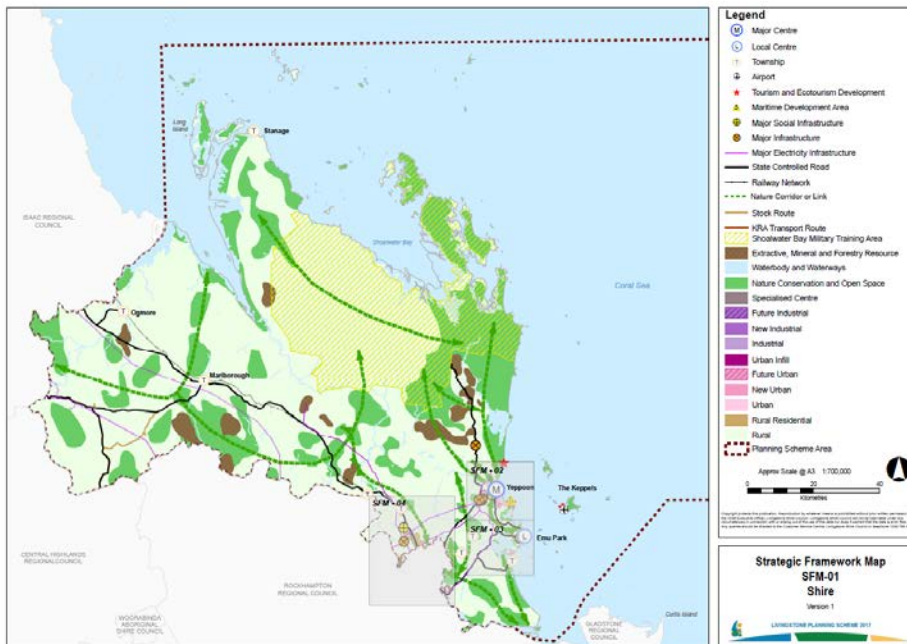 Long
Island
Stanage
Shoalwater Bay
ISAAC REGIONAL
COUNCIL
Coral Sea
Ogmore
Marlborough
SFM - 02
Yeppoon
The Keppels
SFM - 04
SFM - 03
Emu Park
CENTRAL HIGHLANDS
REGIONAL COUNCIL
ROCKHAMPTON
REGIONAL COUNCIL
WOORABINDA
ABORIGINAL
SHIRE COUNCIL
GLADSTONE
REGIONAL
COUNCIL
Curtis Island
Legend
M Major Centre
L Local Centre
T Township
Airport
Tourism and Ecotourism Development
Maritime Development Area
Major Social Infrastructure
Major Infrastructure
Major Electricity Infrastructure
State Controlled Road
Railway Network
Nature Corridor or Link
Stock Route
KRA Transport Route
Shoalwater Bay Military Training Area
Extractive, Mineral and Forestry Resource
Waterbody and Waterways
Nature Conservation and Open Space
Specialised Centre
Future Industrial
New Industrial
Industrial
Urban Infill
Future Urban
New Urban
Urban
Rural Residential
Rural
Planning Scheme Area
Approx Scale @ A3 1:700,000
0 20 40
Kilometres
Strategic Framework Map
SFM-01
Shire
Version 1
LIVINGSTONE PLANNING SCHEME 2017